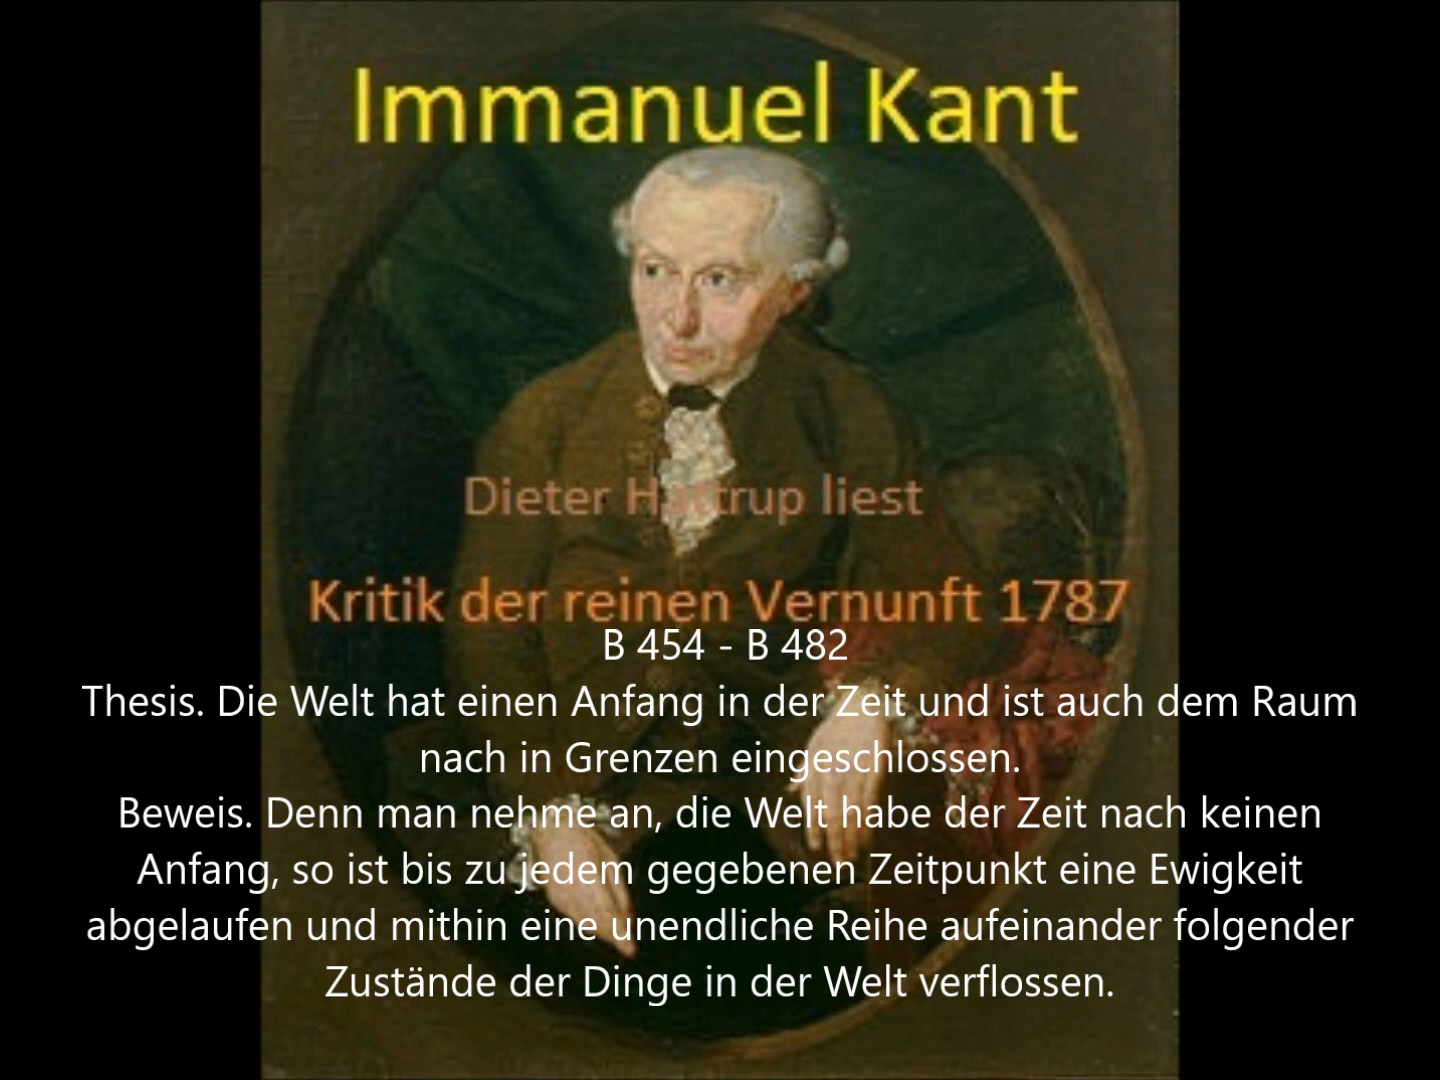 Immanuel Kant
Dieter Hattrup liest
Kritik der reinen Vernunft 1787
B 454 - B 482
Thesis. Die Welt hat einen Anfang in der Zeit und ist auch dem Raum
nach in Grenzen eingeschlossen.
Beweis. Denn man nehme an, die Welt habe der Zeit nach keinen
Anfang, so ist bis zu jedem gegebenen Zeitpunkt eine Ewigkeit
abgelaufen und mithin eine unendliche Reihe aufeinander folgender
Zustände der Dinge in der Welt verflossen.